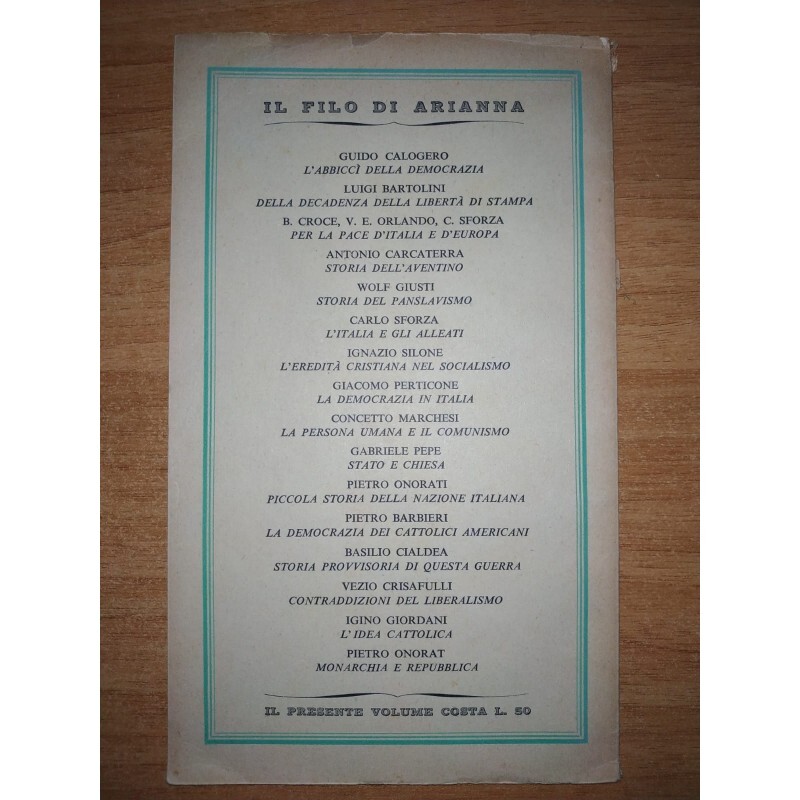 IL FILO DI ARIANNA
GUIDO CALOGERO
L'ABBICCÌ DELLA DEMOCRAZIA
LUIGI BARTOLINI
DELLA DECADENZA DELLA LIBERTÀ DI STAMPA
B. CROCE, V. E. ORLANDO, C. SFORZA
PER LA PACE D'ITALIA E D'EUROPA
ANTONIO CARCATERRA
STORIA DELL'AVENTINO
WOLF GIUSTI
STORIA DEL PANSLAVISMO
CARLO SFORZA
L'ITALIA E GLI ALLEATI
IGNAZIO SILONE
L'EREDITÀ CRISTIANA NEL SOCIALISMO
GIACOMO PERTICONE
LA DEMOCRAZIA IN ITALIA
CONCETTO MARCHESI
LA PERSONA UMANA E IL COMUNISMO
GABRIELE PEPE
STATO E CHIESA
PIETRO ONORATI
PICCOLA STORIA DELLA NAZIONE ITALIANA
PIETRO BARBIERI
LA DEMOCRAZIA DEI CATTOLICI AMERICANI
BASILIO CIALDEA
STORIA PROVVISORIA DI QUESTA GUERRA
VEZIO CRISAFULLI
CONTRADDIZIONI DEL LIBERALISMO
IGINO GIORDANI
L'IDEA CATTOLICA
PIETRO ONORAT
MONARCHIA E REPUBBLICA
IL PRESENTE VOLUME COSTA L. 50